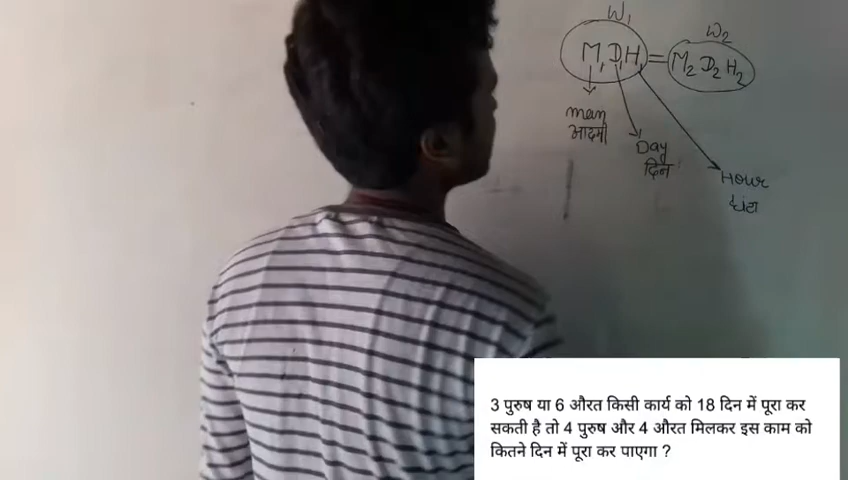 W₁ W₂
M₁D₁H₁ = M₂D₂H₂
man
आदमी
Day
दिन
Hour
घंटा
3 पुरुष या 6 औरत किसी कार्य को 18 दिन में पूरा कर
सकती है तो 4 पुरुष और 4 औरत मिलकर इस काम को
कितने दिन में पूरा कर पाएगा ?